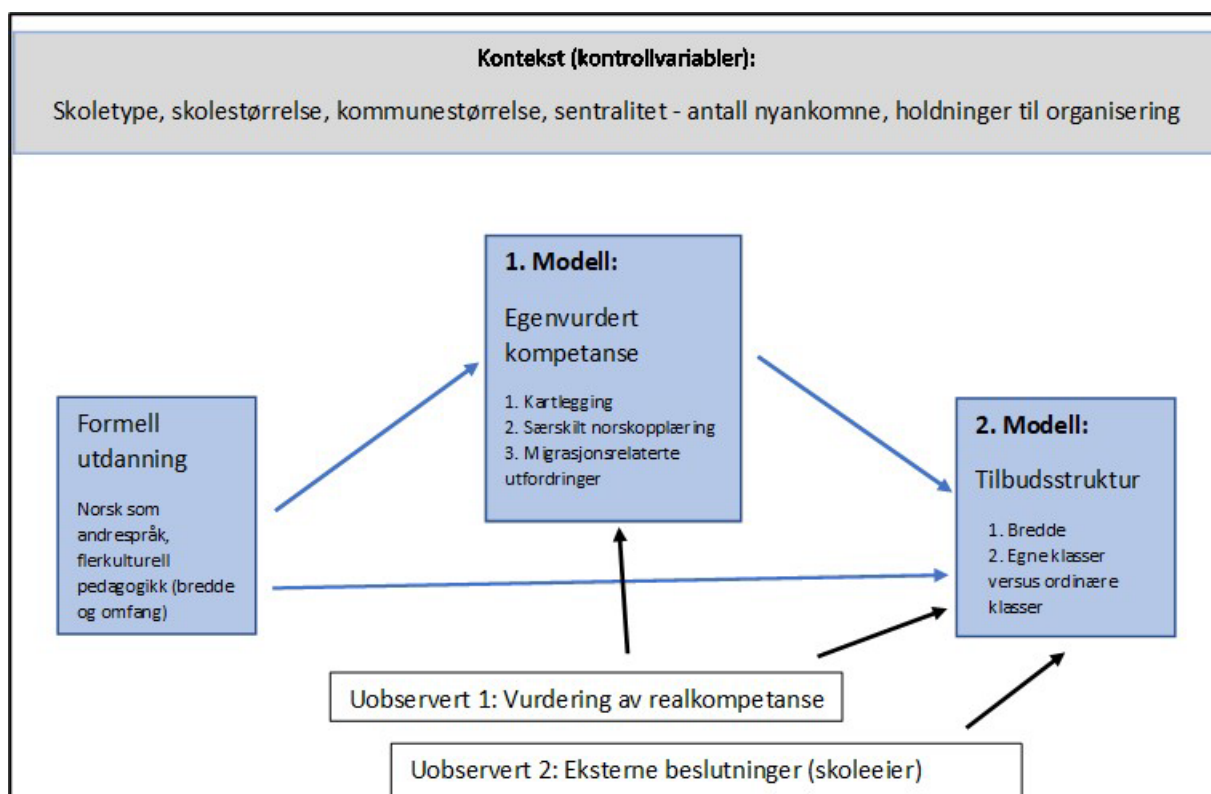 Kontekst (kontrollvariabler):
Skoletype, skolestørrelse, kommunestørrelse, sentralitet - antall nyankomne, holdninger til organisering
1. Modell:
Egenvurdert
kompetanse
1. Kartlegging
2. Særskilt norskopplæring
3. Migrasjonsrelaterte
utfordringer
Formell
utdanning
Norsk som
andrespråk,
flerkulturell
pedagogikk (bredde
og omfang)
2. Modell:
Tilbudsstruktur
1. Bredde
2. Egne klasser
versus ordinære
klasser
Uobservert 1: Vurdering av realkompetanse
Uobservert 2: Eksterne beslutninger (skoleeier)